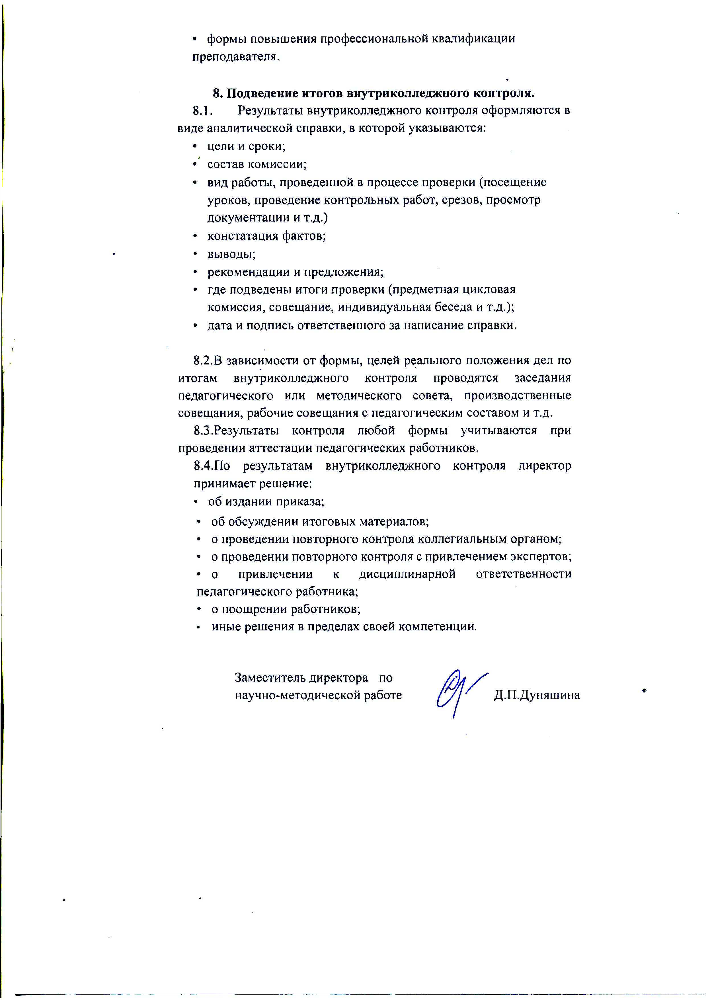 • формы повышения профессиональной квалификации
преподавателя.
8. Подведение итогов внутриколледжного контроля.
8.1. Результаты внутриколледжного контроля оформляются в
виде аналитической справки, в которой указываются:
• цели и сроки;
• состав комиссии;
• вид работы, проведенной в процессе проверки (посещение
уроков, проведение контрольных работ, срезов, просмотр
документации и т.д.)
• констатация фактов;
• выводы;
• рекомендации и предложения;
• где подведены итоги проверки (предметная цикловая
комиссия, совещание, индивидуальная беседа и т.д.);
• дата и подпись ответственного за написание справки.
8.2.В зависимости от формы, целей реального положения дел по
итогам внутриколледжного контроля проводятся заседания
педагогического или методического совета, производственные
совещания, рабочие совещания с педагогическим составом и т.д.
8.3.Результаты контроля любой формы учитываются при
проведении аттестации педагогических работников.
8.4.По результатам внутриколледжного контроля директор
принимает решение:
• об издании приказа;
• об обсуждении итоговых материалов;
• о проведении повторного контроля коллегиальным органом;
• о проведении повторного контроля с привлечением экспертов;
• о привлечении к дисциплинарной ответственности
педагогического работника;
• о поощрении работников;
• иные решения в пределах своей компетенции.
Заместитель директора по
научно-методической работе Д.П.Дуняшина